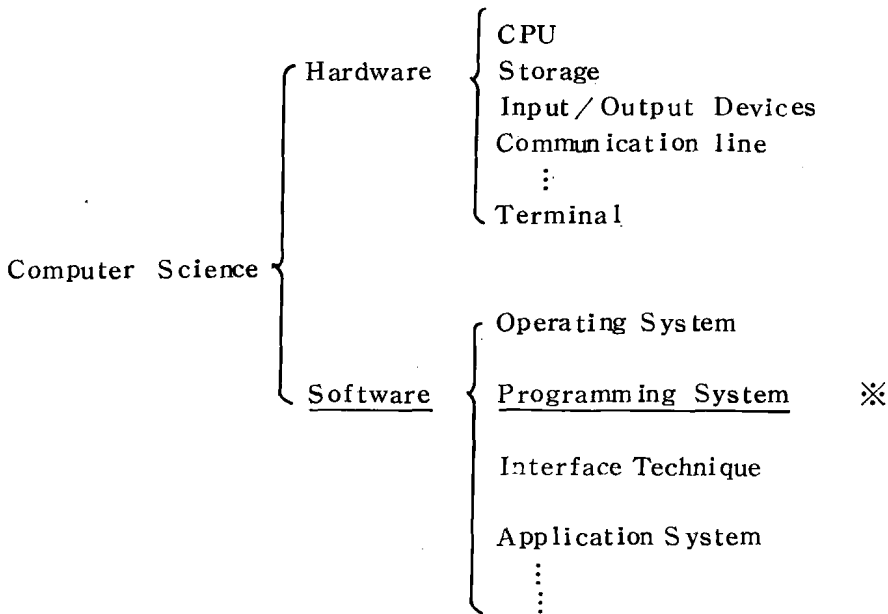 CPU
Hardware
Storage
Input/Output Devices
Communication line
⋮
Terminal
Computer Science
Operating System
Software
Programming System ※
Interface Technique
Application System
⋮